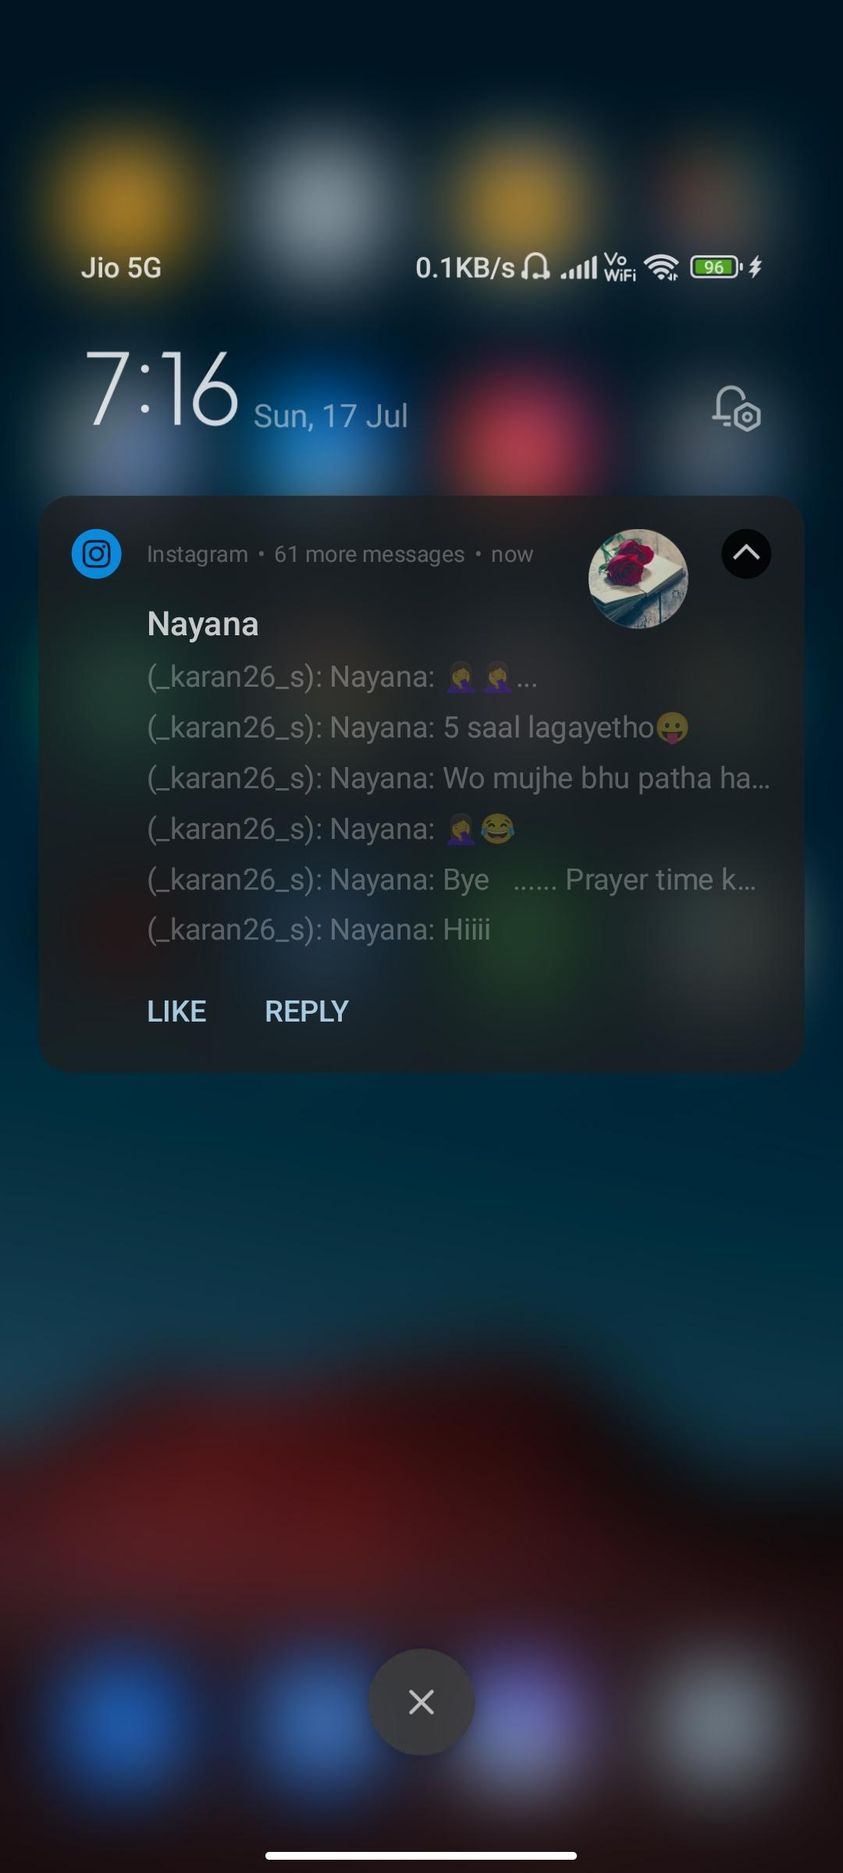 Jio 5G 0.1KB/s Vo WiFi 96
7:16 Sun, 17 Jul
Instagram • 61 more messages • now
Nayana
(_karan26_s): Nayana: 🤦‍♀️🤦‍♀️...
(_karan26_s): Nayana: 5 saal lagayetho😛
(_karan26_s): Nayana: Wo mujhe bhu patha ha...
(_karan26_s): Nayana: 🤦‍♀️😂
(_karan26_s): Nayana: Bye ...... Prayer time k...
(_karan26_s): Nayana: Hiiii
LIKE REPLY